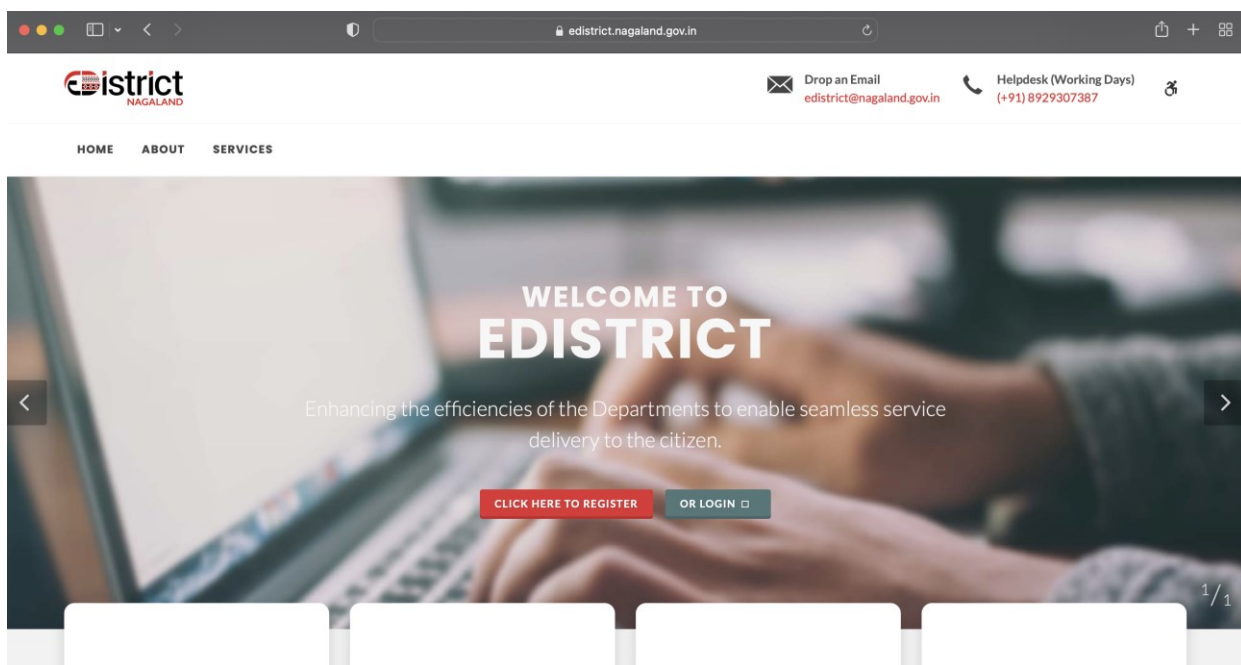 edistrict.nagaland.gov.in
eDistrict
NAGALAND
Drop an Email
edistrict@nagaland.gov.in
Helpdesk (Working Days)
(+91) 8929307387
HOME ABOUT SERVICES
WELCOME TO
EDISTRICT
Enhancing the efficiencies of the Departments to enable seamless service
delivery to the citizen.
CLICK HERE TO REGISTER
OR LOGIN
1/1